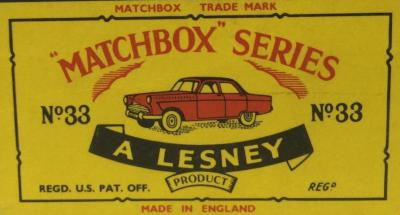 MATCHBOX TRADE MARK
"MATCHBOX" SERIES
Nº33 Nº33
A LESNEY
PRODUCT
REGD. U.S. PAT. OFF. REGD
MADE IN ENGLAND